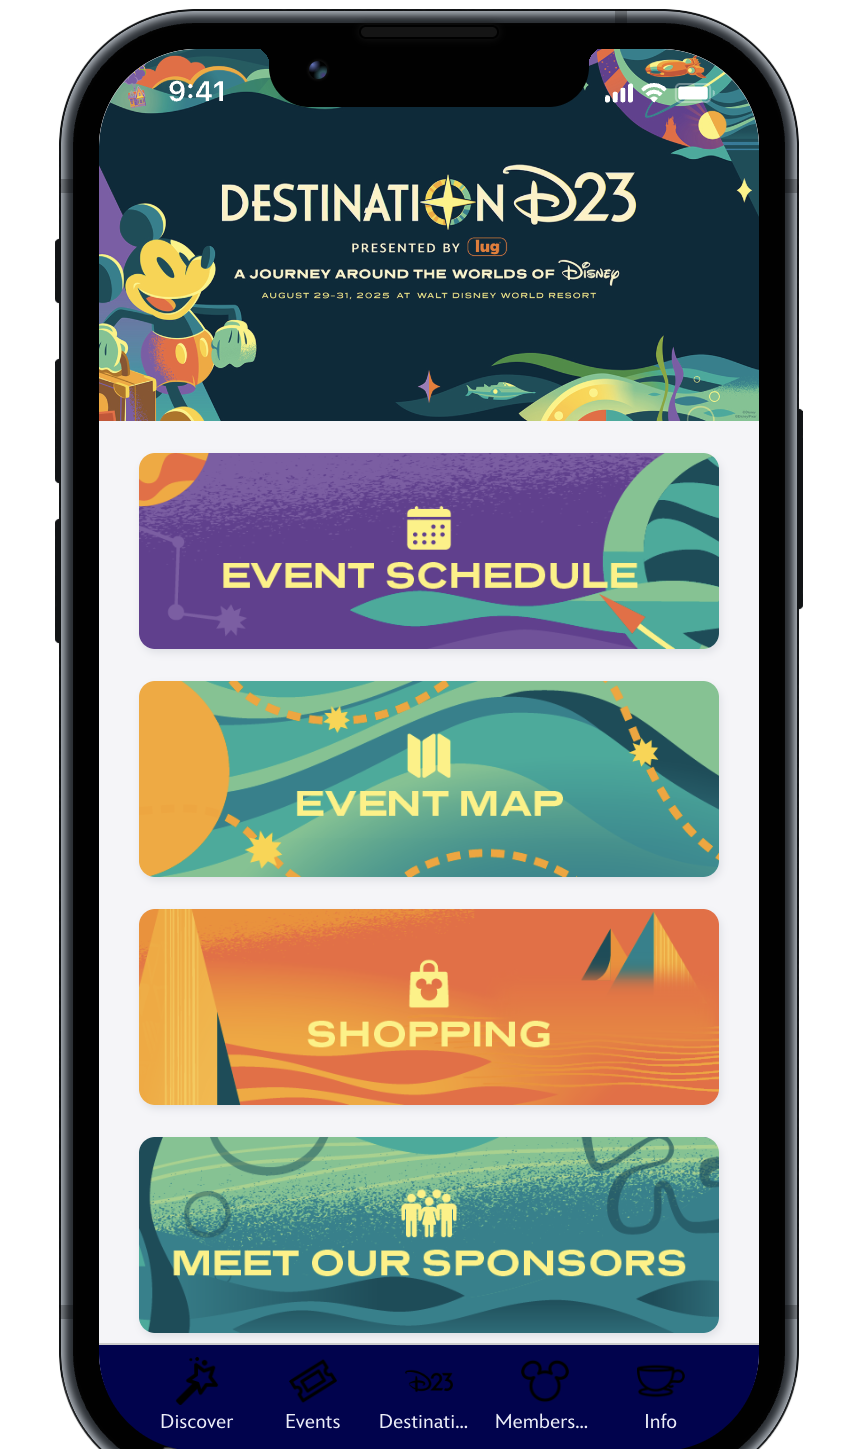 9:41
DESTINATION D23
PRESENTED BY lug
A JOURNEY AROUND THE WORLDS OF Disney
AUGUST 29-31, 2025 AT WALT DISNEY WORLD RESORT
EVENT SCHEDULE
EVENT MAP
SHOPPING
MEET OUR SPONSORS
D23
Discover Events Destinati... Members... Info